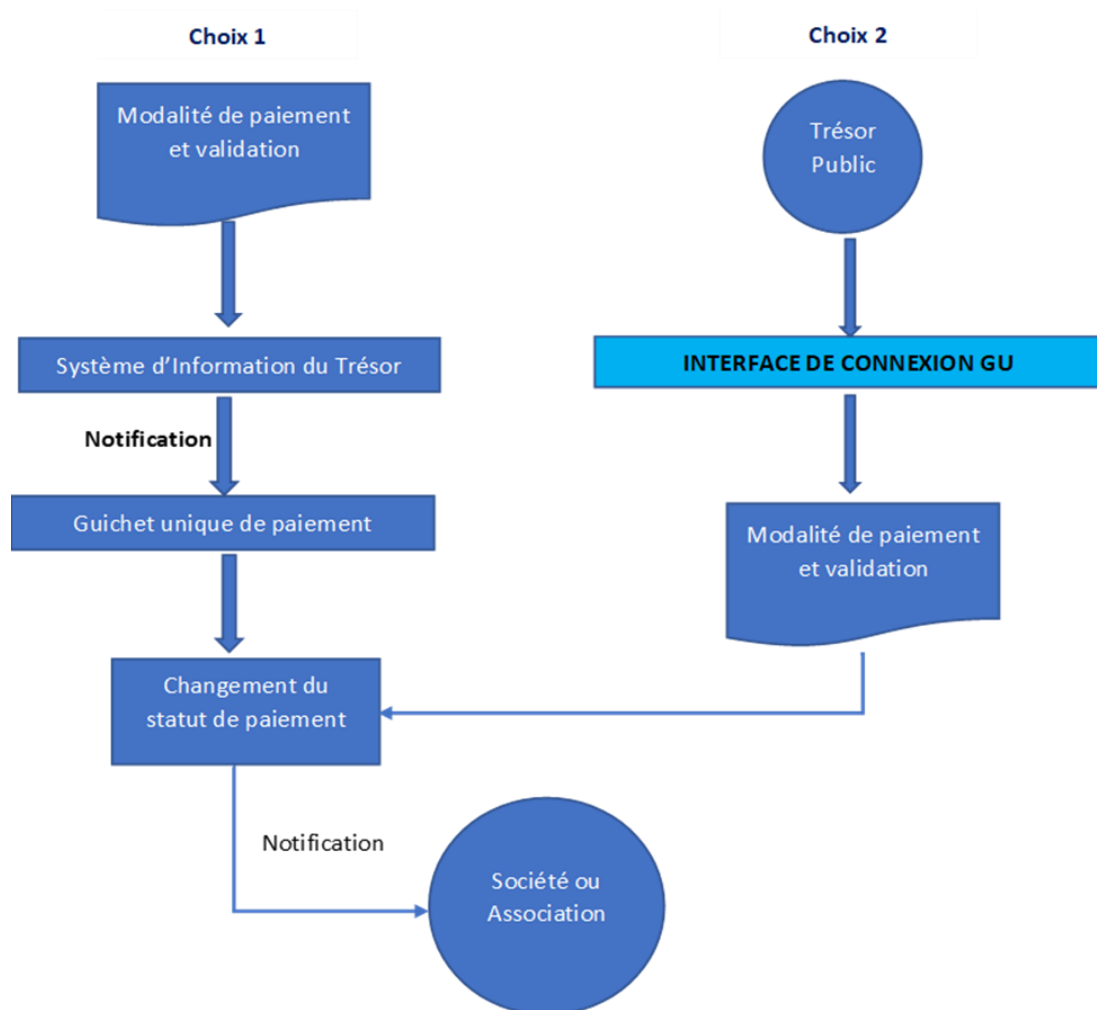 Choix 1
Modalité de paiement
et validation
Système d’Information du Trésor
Notification
Guichet unique de paiement
Changement du
statut de paiement
Notification
Société ou
Association
Choix 2
Trésor
Public
INTERFACE DE CONNEXION GU
Modalité de paiement
et validation